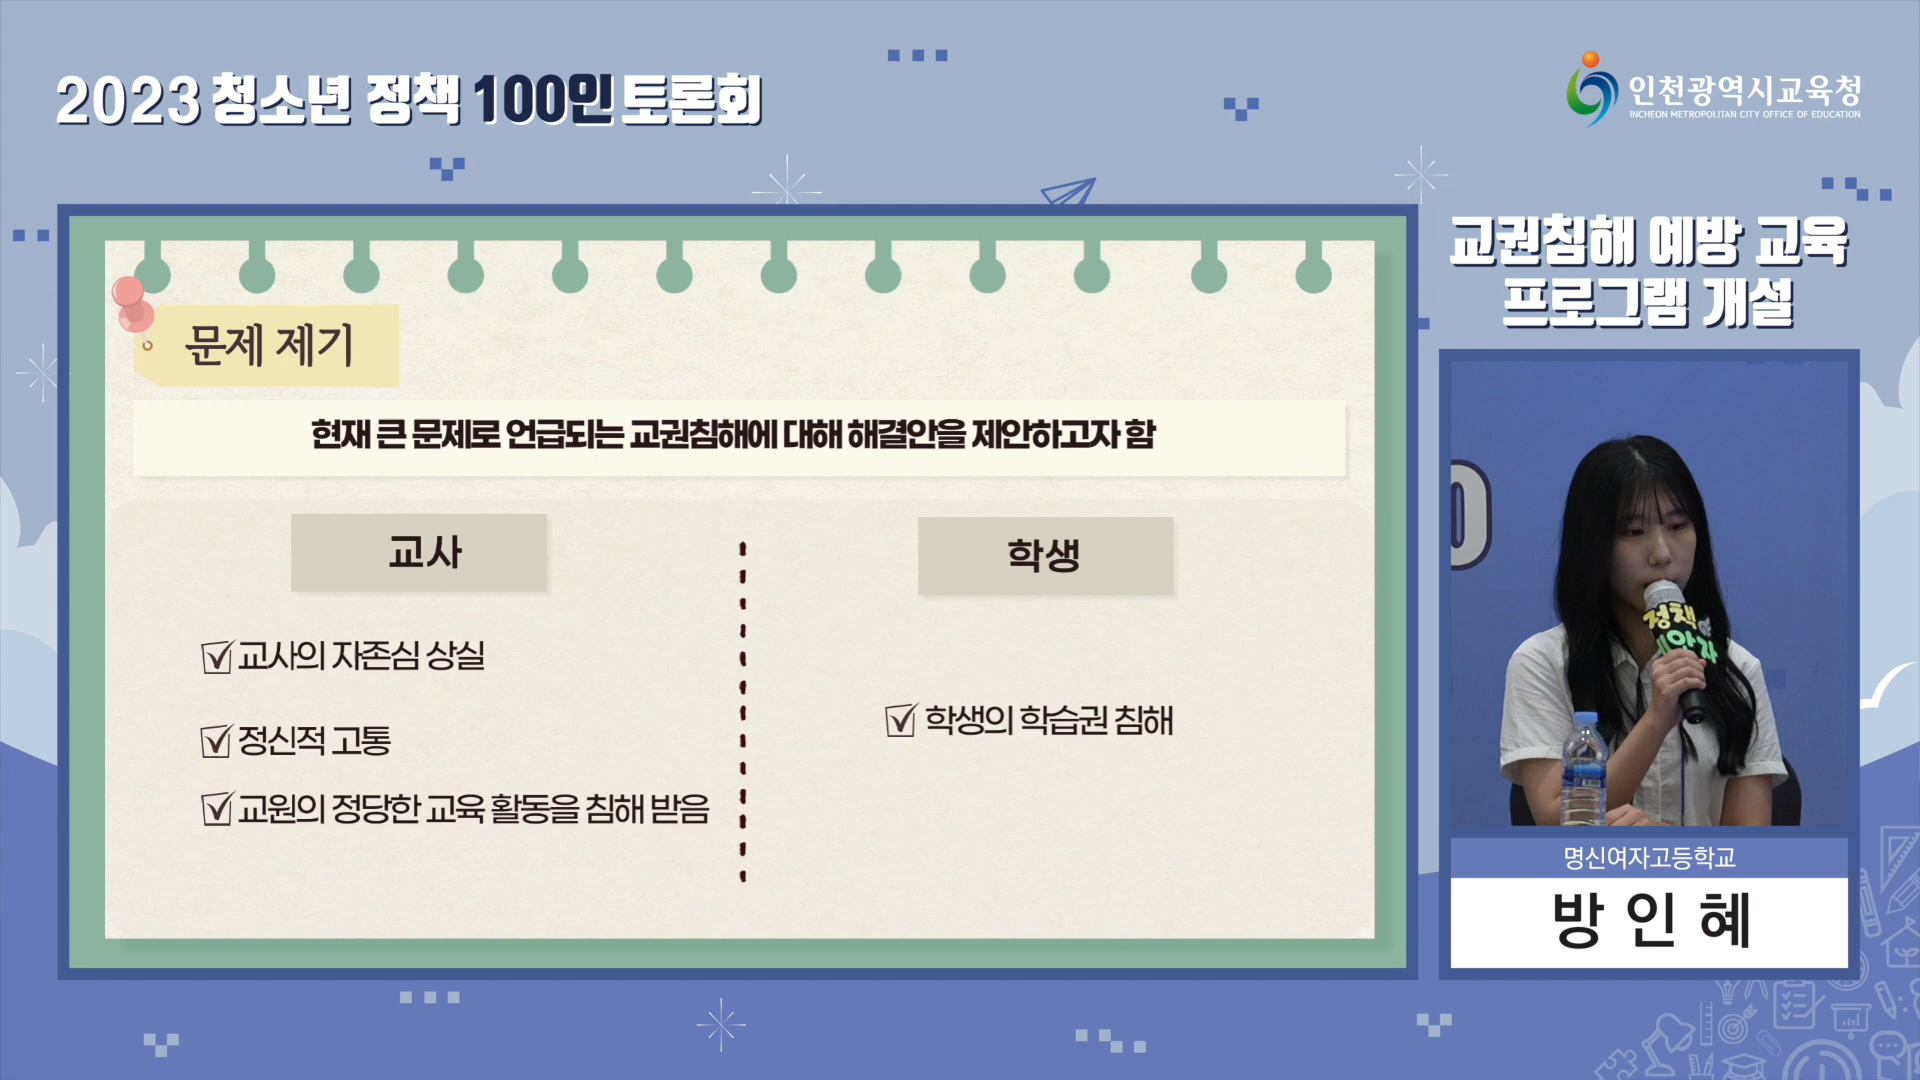 2023 청소년 정책 100인 토론회
인천광역시교육청
INCHEON METROPOLITAN CITY OFFICE OF EDUCATION
교권침해 예방 교육
프로그램 개설
문제 제기
현재 큰 문제로 언급되는 교권침해에 대해 해결안을 제안하고자 함
교사
교사의 자존심 상실
정신적 고통
교원의 정당한 교육 활동을 침해 받음
학생
학생의 학습권 침해
0
정책
제안자
명신여자고등학교
방인혜